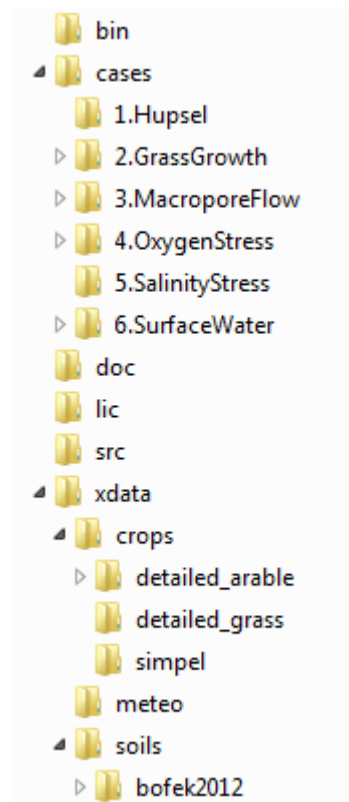 bin
cases
1.Hupsel
2.GrassGrowth
3.MacroporeFlow
4.OxygenStress
5.SalinityStress
6.SurfaceWater
doc
lic
src
xdata
crops
detailed_arable
detailed_grass
simpel
meteo
soils
bofek2012